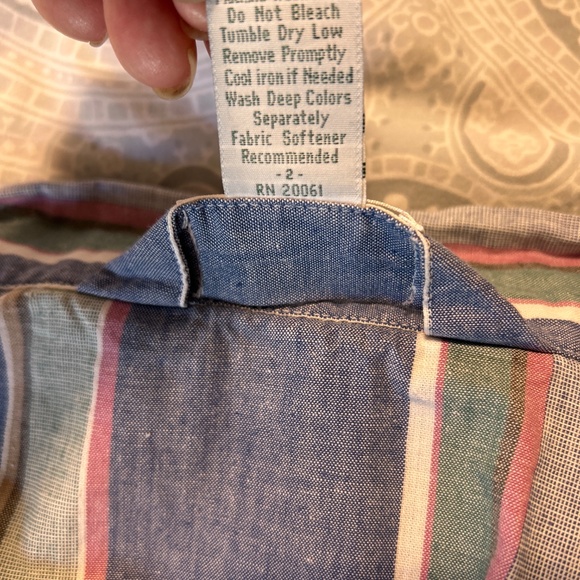 Do Not Bleach
Tumble Dry Low
Remove Promptly
Cool iron if Needed
Wash Deep Colors
Separately
Fabric Softener
Recommended
- 2 -
RN 20061